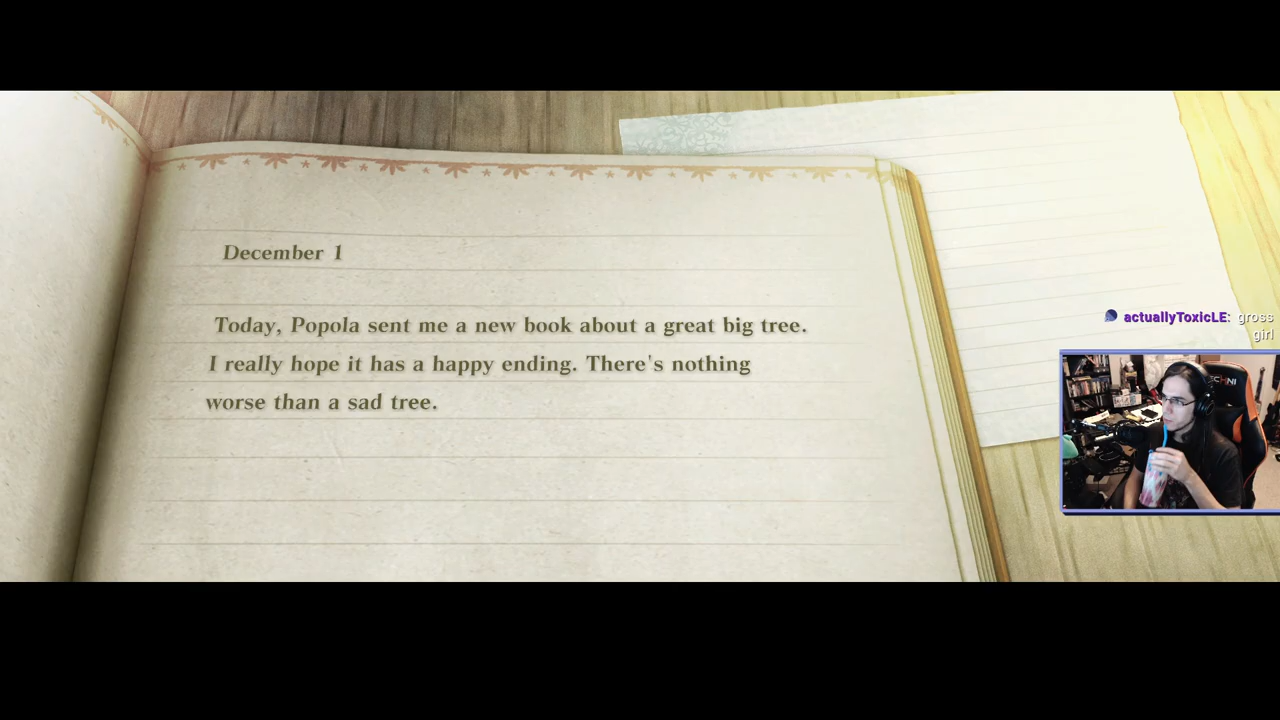 December 1
Today, Popola sent me a new book about a great big tree.
I really hope it has a happy ending. There's nothing
worse than a sad tree.
actuallyToxicLE: gross
girl